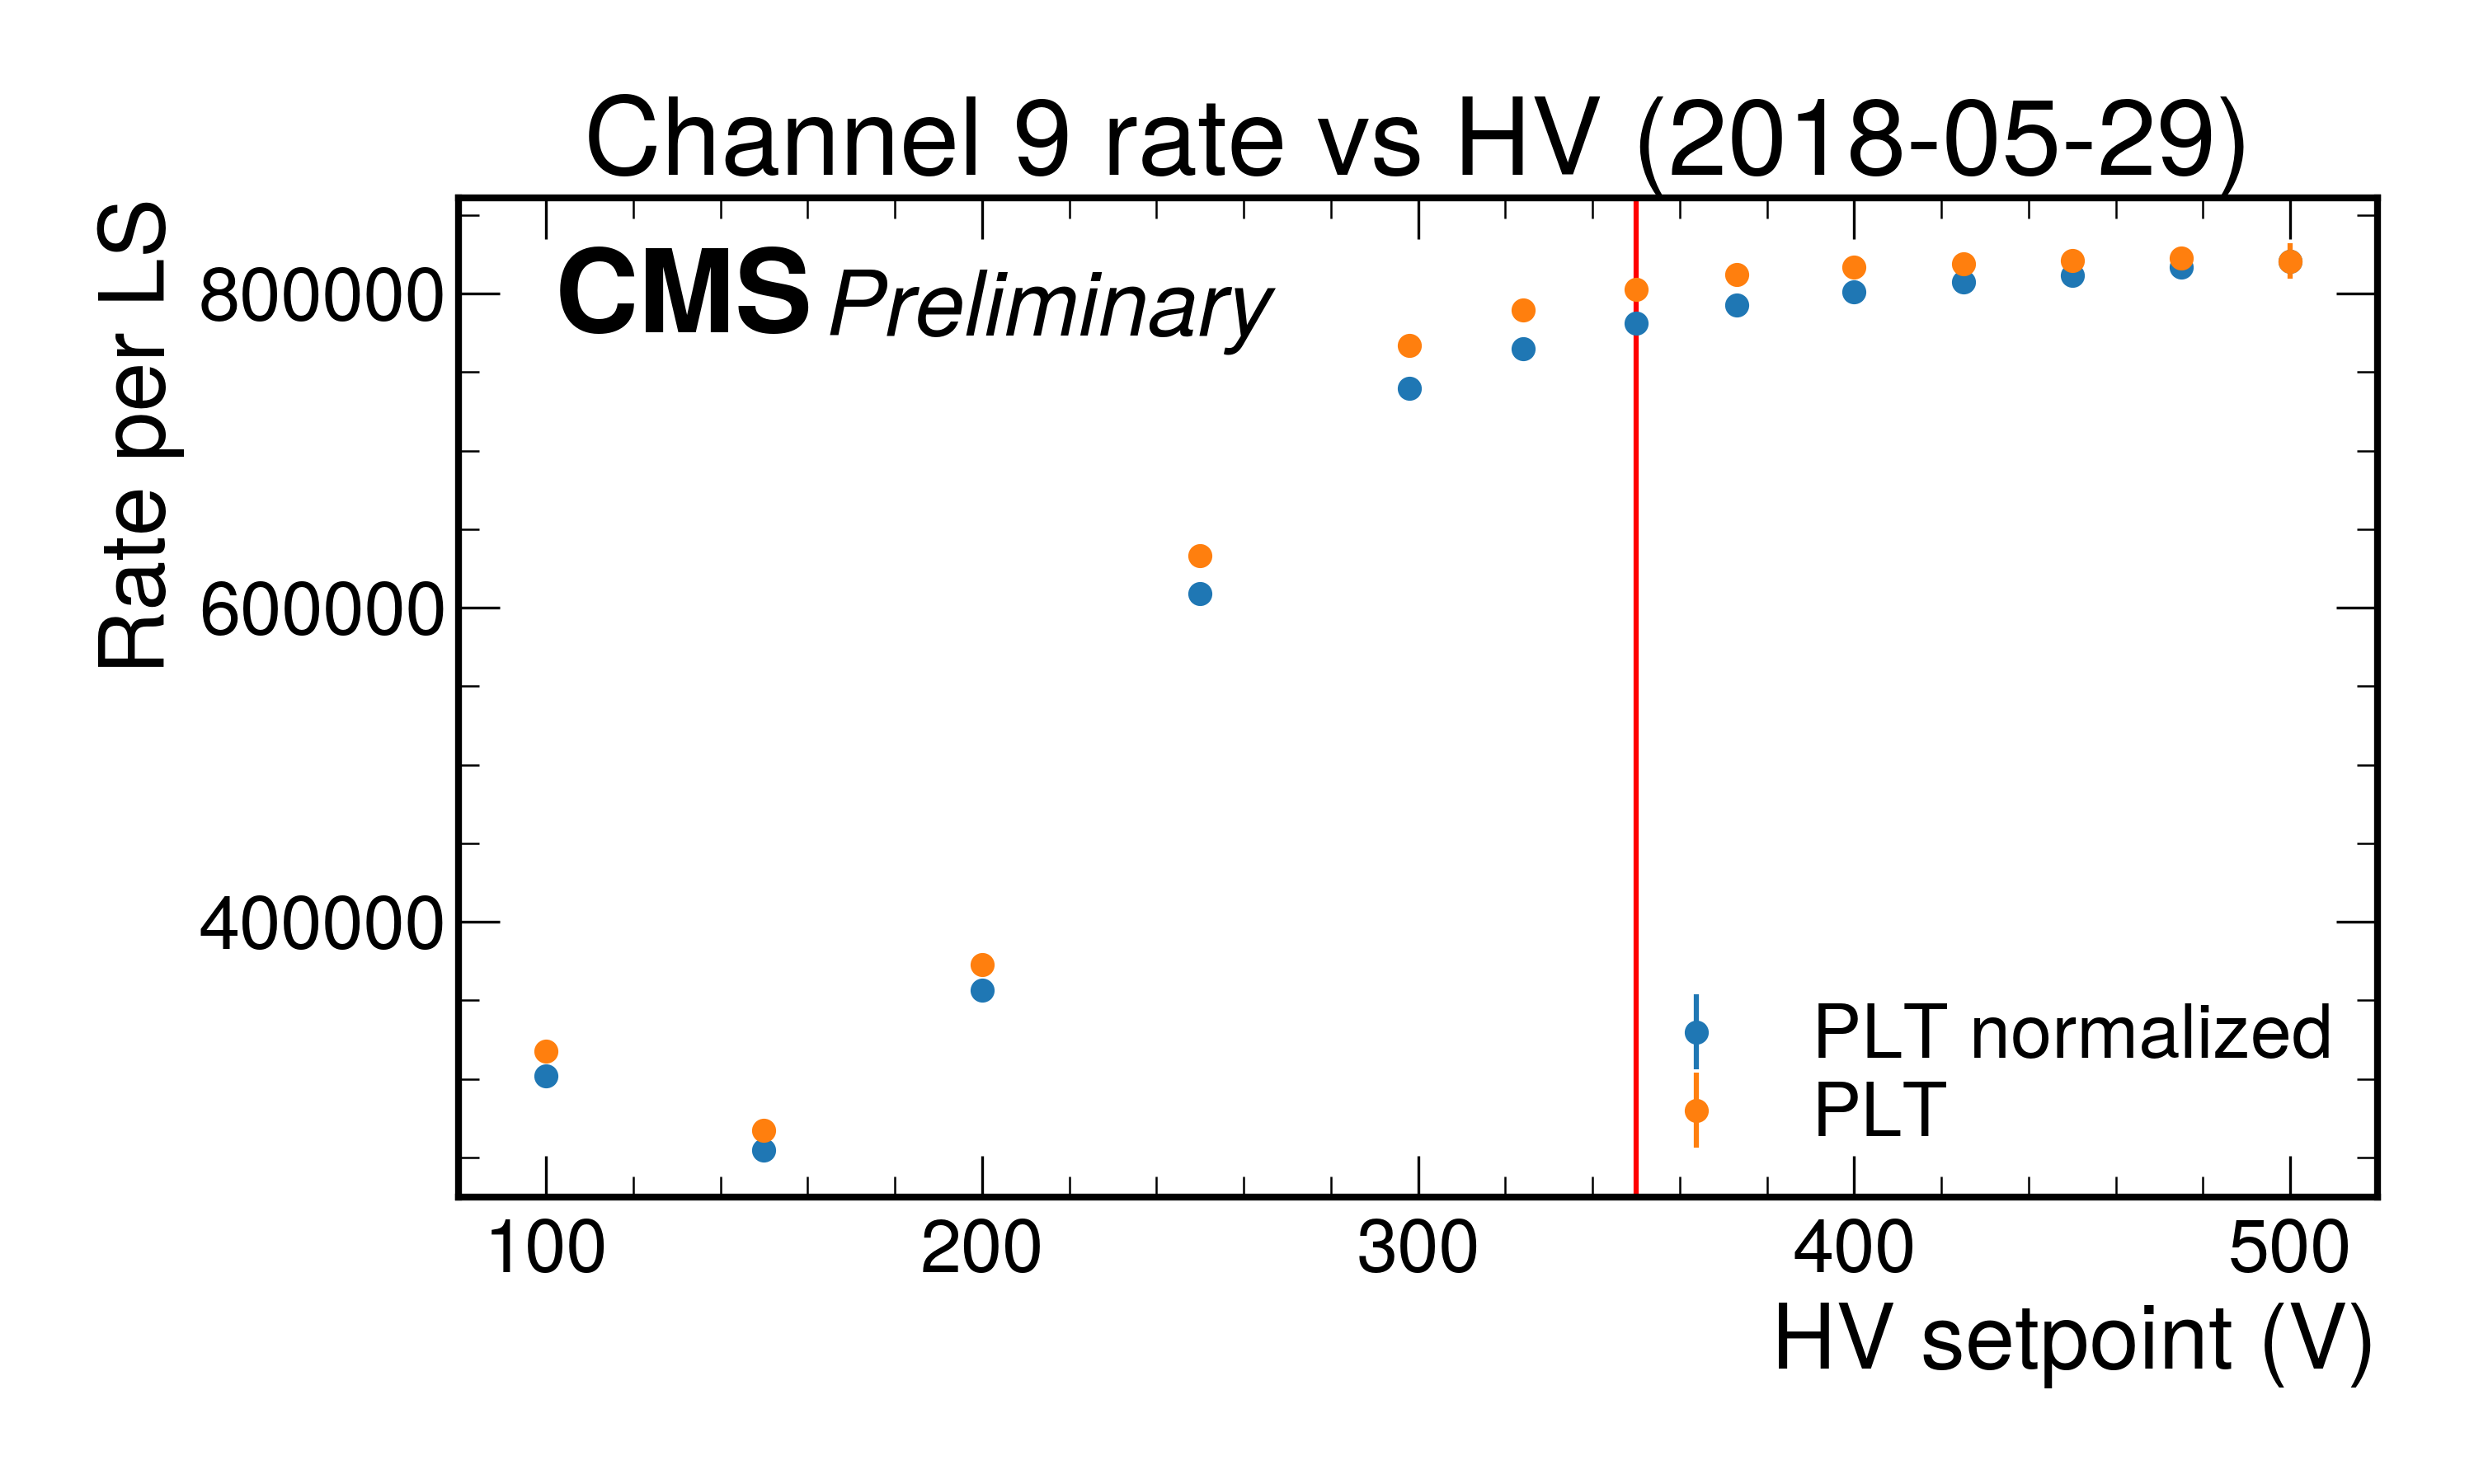 Channel 9 rate vs HV (2018-05-29)
CMS Preliminary
Rate per LS
800000
600000
400000
PLT normalized
PLT
100 200 300 400 500
HV setpoint (V)